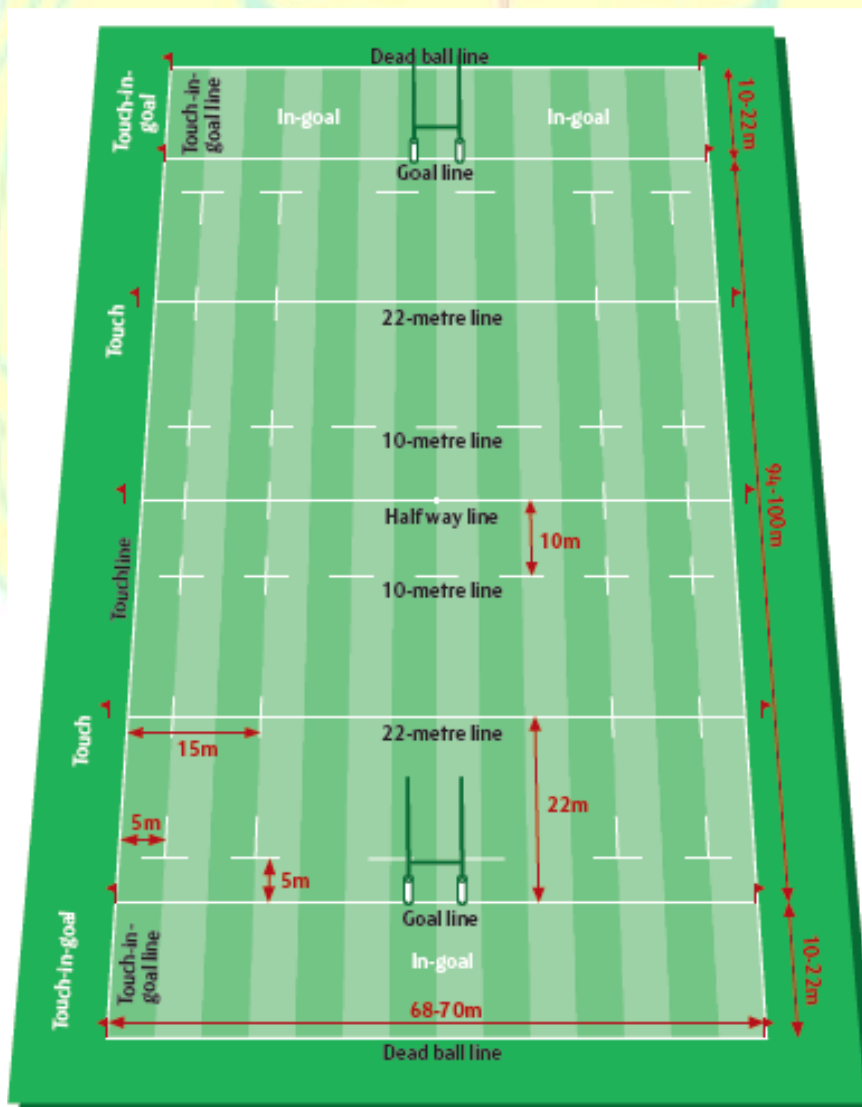 Dead ball line
Touch-in-
goal
Touch-in-
goal line
In-goal
In-goal
10-22m
Goal line
Touch
22-metre line
10-metre line
94-100m
Half way line
10m
Touchline
10-metre line
Touch
22-metre line
15m
22m
5m
5m
Goal line
Touch-in-goal
Touch-in-
goal line
In-goal
10-22m
68-70m
Dead ball line